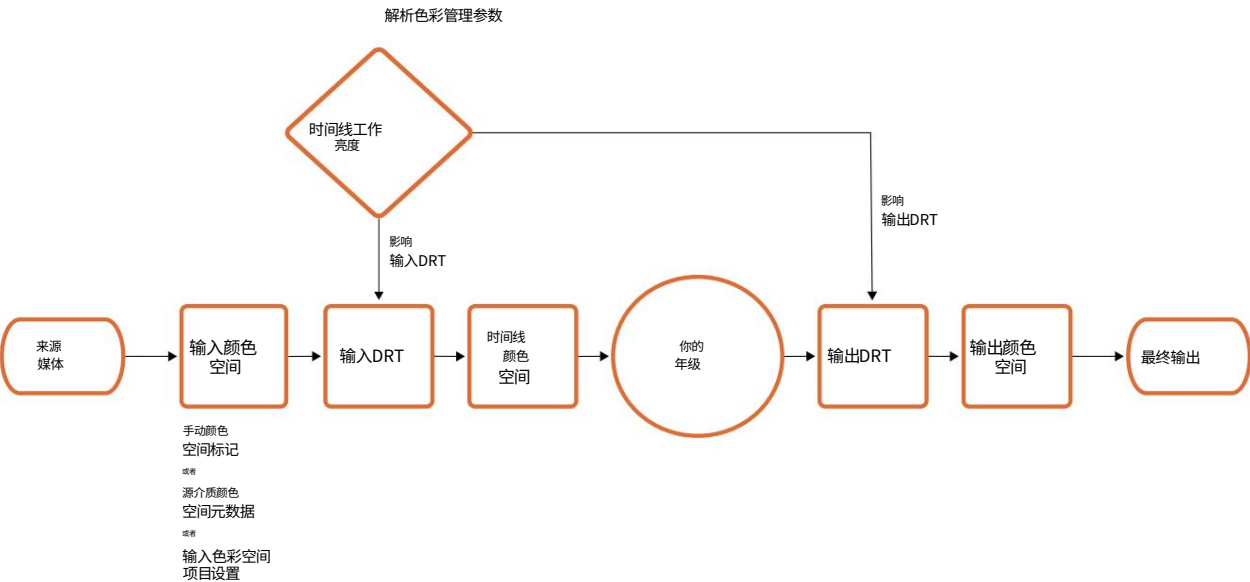 解析色彩管理参数
时间线工作
亮度
影响
输出DRT
影响
输入DRT
来源
媒体
输入颜色
空间
输入DRT
时间线
颜色
空间
你的
年级
输出DRT
输出颜色
空间
最终输出
手动颜色
空间标记
或者
源介质颜色
空间元数据
或者
输入色彩空间
项目设置